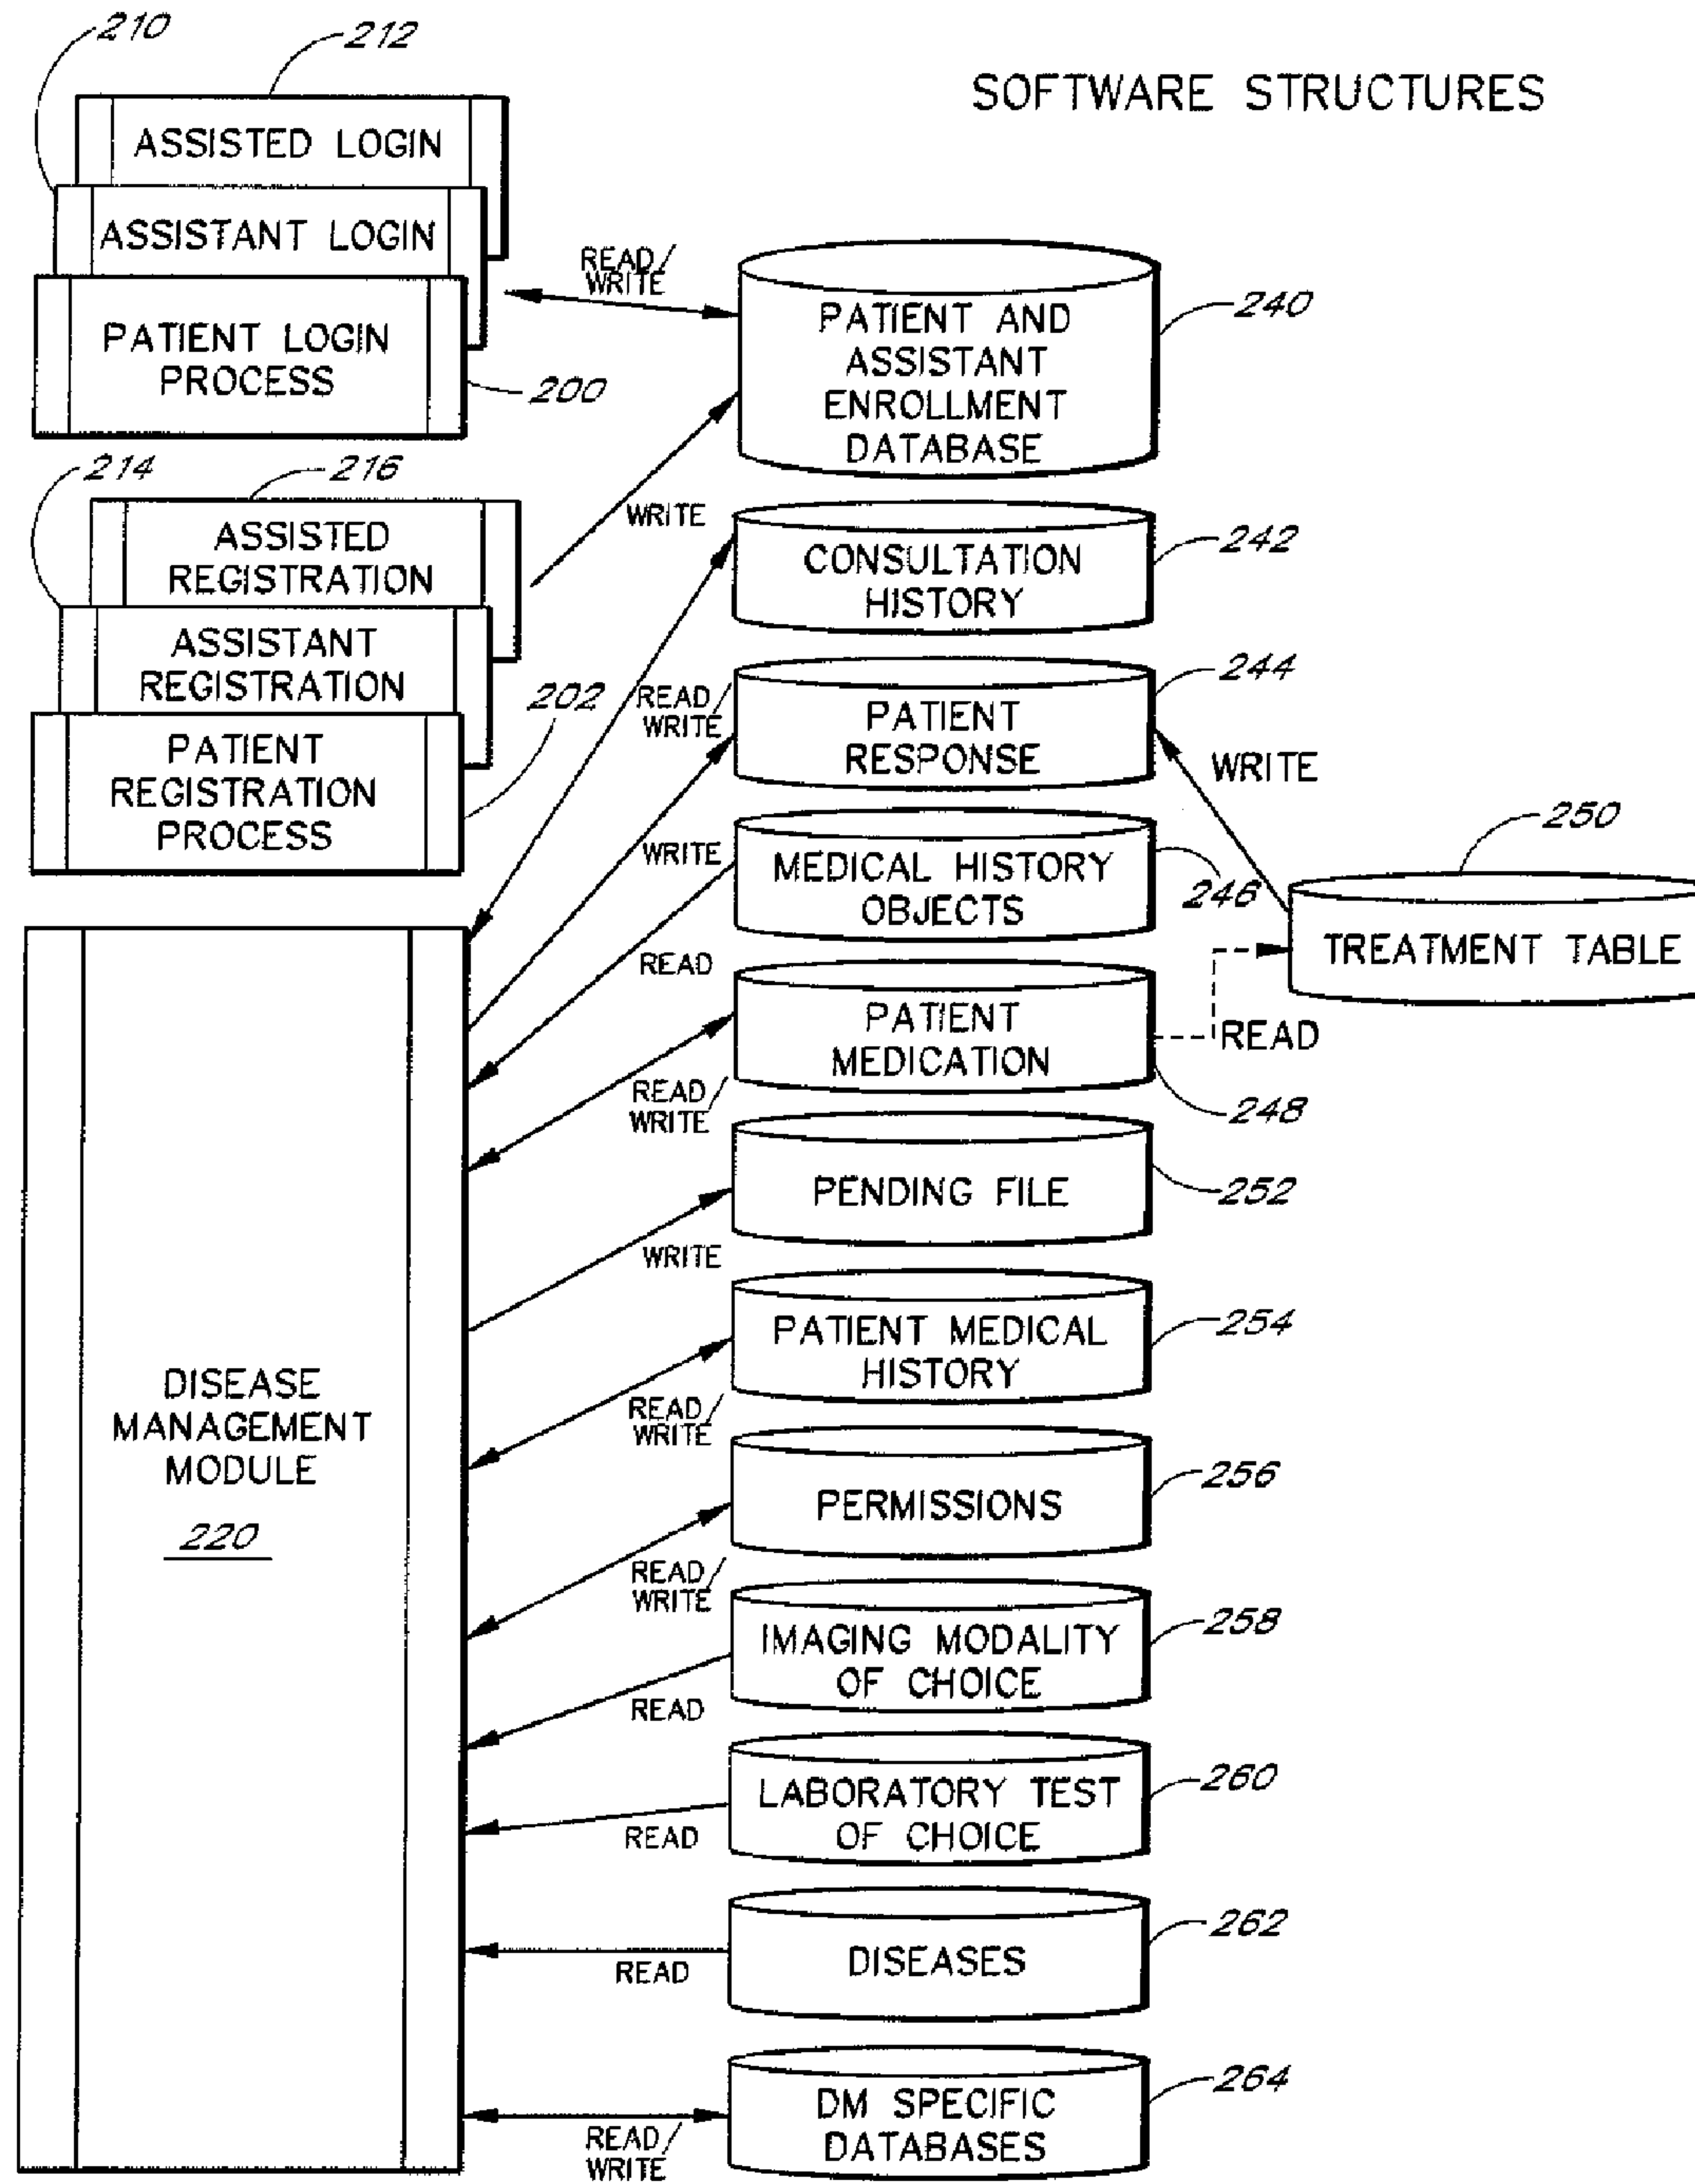 210
212
SOFTWARE STRUCTURES
ASSISTED LOGIN
ASSISTANT LOGIN
PATIENT LOGIN
PROCESS
200
READ/
WRITE
PATIENT AND
ASSISTANT
ENROLLMENT
DATABASE
240
214
216
ASSISTED
REGISTRATION
ASSISTANT
REGISTRATION
PATIENT
REGISTRATION
PROCESS
202
WRITE
CONSULTATION
HISTORY
242
READ/
WRITE
PATIENT
RESPONSE
244
WRITE
WRITE
MEDICAL HISTORY
OBJECTS
246
250
TREATMENT TABLE
READ
PATIENT
MEDICATION
READ
248
READ/
WRITE
PENDING FILE
252
WRITE
PATIENT MEDICAL
HISTORY
254
READ/
WRITE
DISEASE
MANAGEMENT
MODULE
220
PERMISSIONS
256
READ/
WRITE
IMAGING MODALITY
OF CHOICE
258
READ
LABORATORY TEST
OF CHOICE
260
READ
DISEASES
262
READ
DM SPECIFIC
DATABASES
264
READ/
WRITE